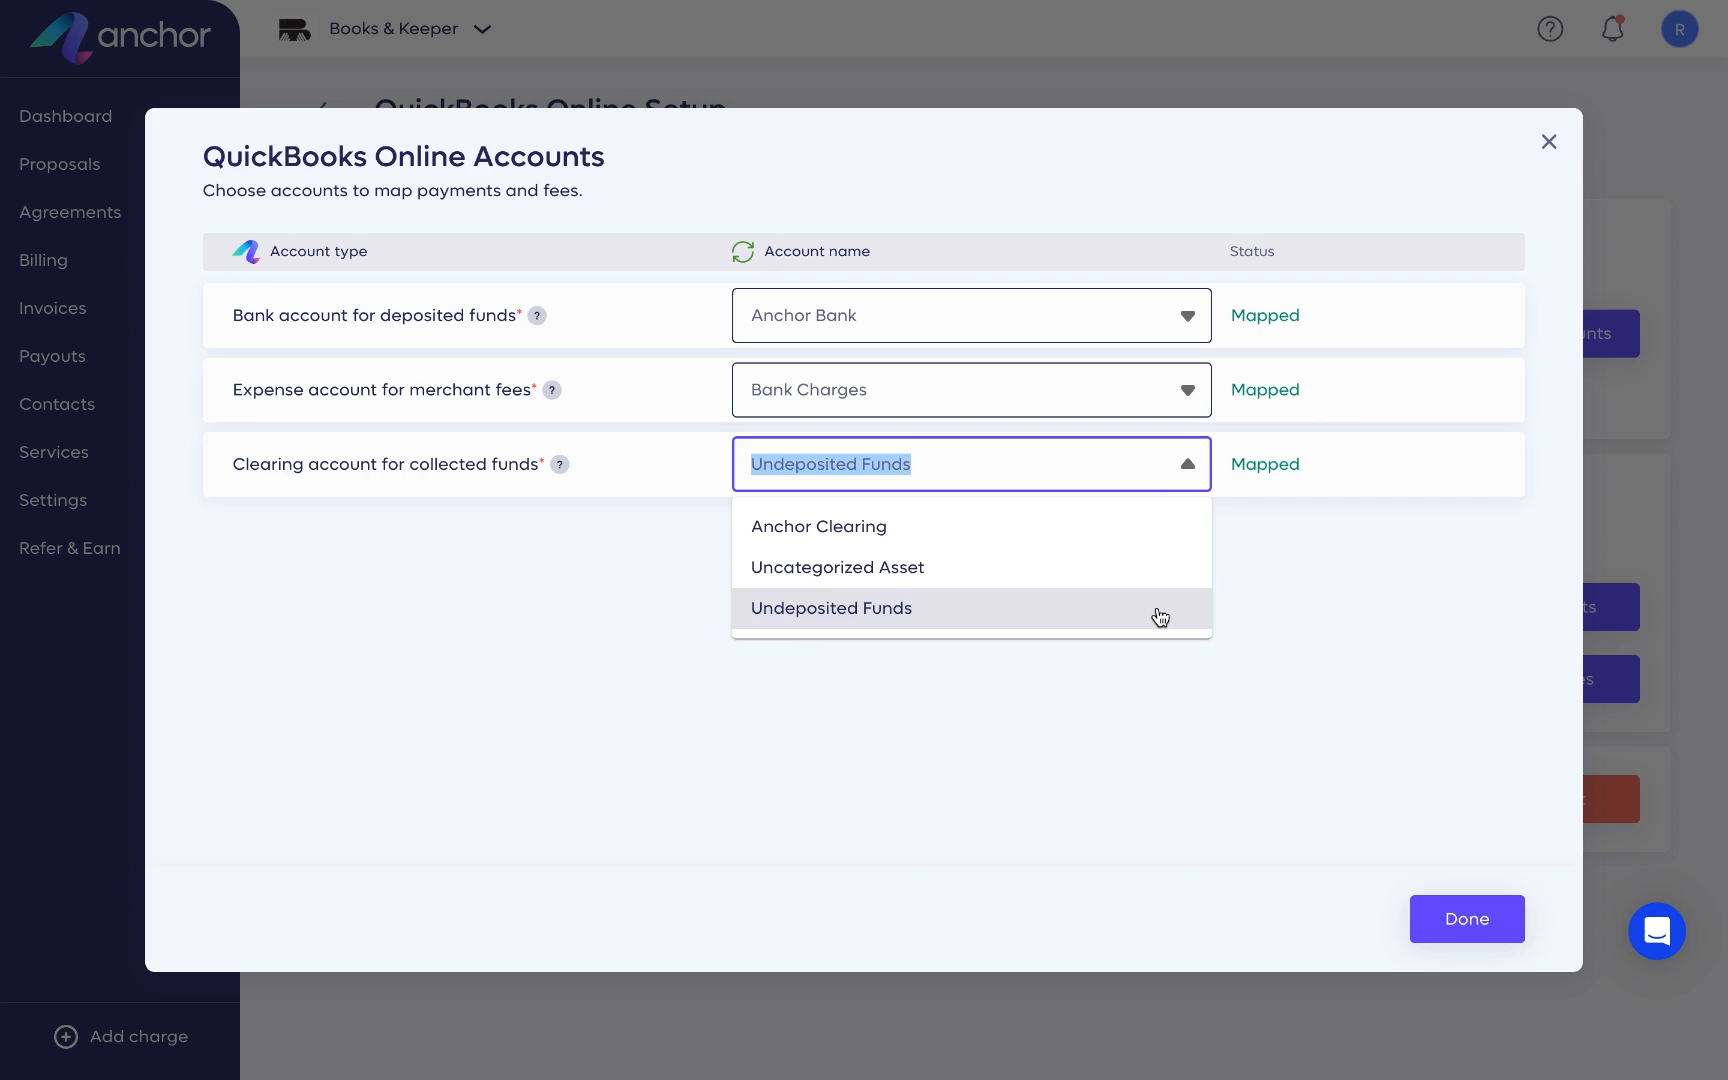 anchor
Books & Keeper
R
Dashboard
Proposals
Agreements
Billing
Invoices
Payouts
Contacts
Services
Settings
Refer & Earn
Add charge
QuickBooks Online Setup
QuickBooks Online Accounts
Choose accounts to map payments and fees.
Account type
Account name
Status
Bank account for deposited funds* ?
Anchor Bank
Mapped
Expense account for merchant fees* ?
Bank Charges
Mapped
Clearing account for collected funds* ?
Undeposited Funds
Mapped
Anchor Clearing
Uncategorized Asset
Undeposited Funds
Done